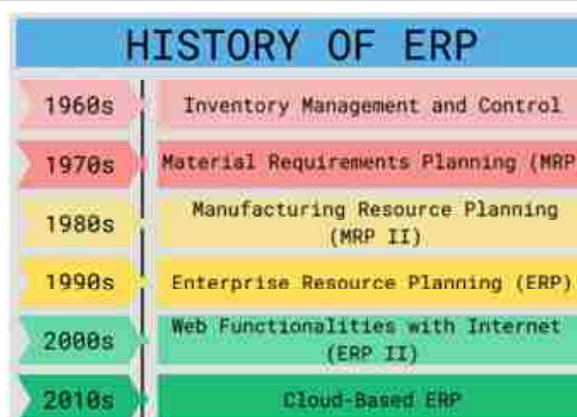 HISTORY OF ERP
1960s
Inventory Management and Control
1970s
Material Requirements Planning (MRP
1980s
Manufacturing Resource Planning
(MRP II)
1990s
Enterprise Resource Planning (ERP)
2000s
Web Functionalities with Internet
(ERP II)
2010s
Cloud-Based ERP